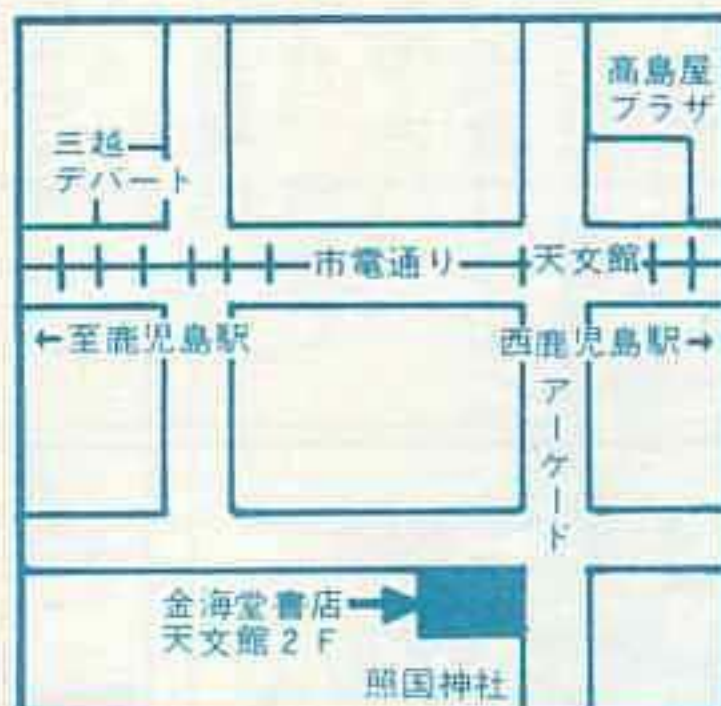 高島屋
プラザ
三越
デパート
市電通り
天文館
←至鹿児島駅
西鹿児島駅→
アーケード
金海堂書店
天文館2F
照国神社